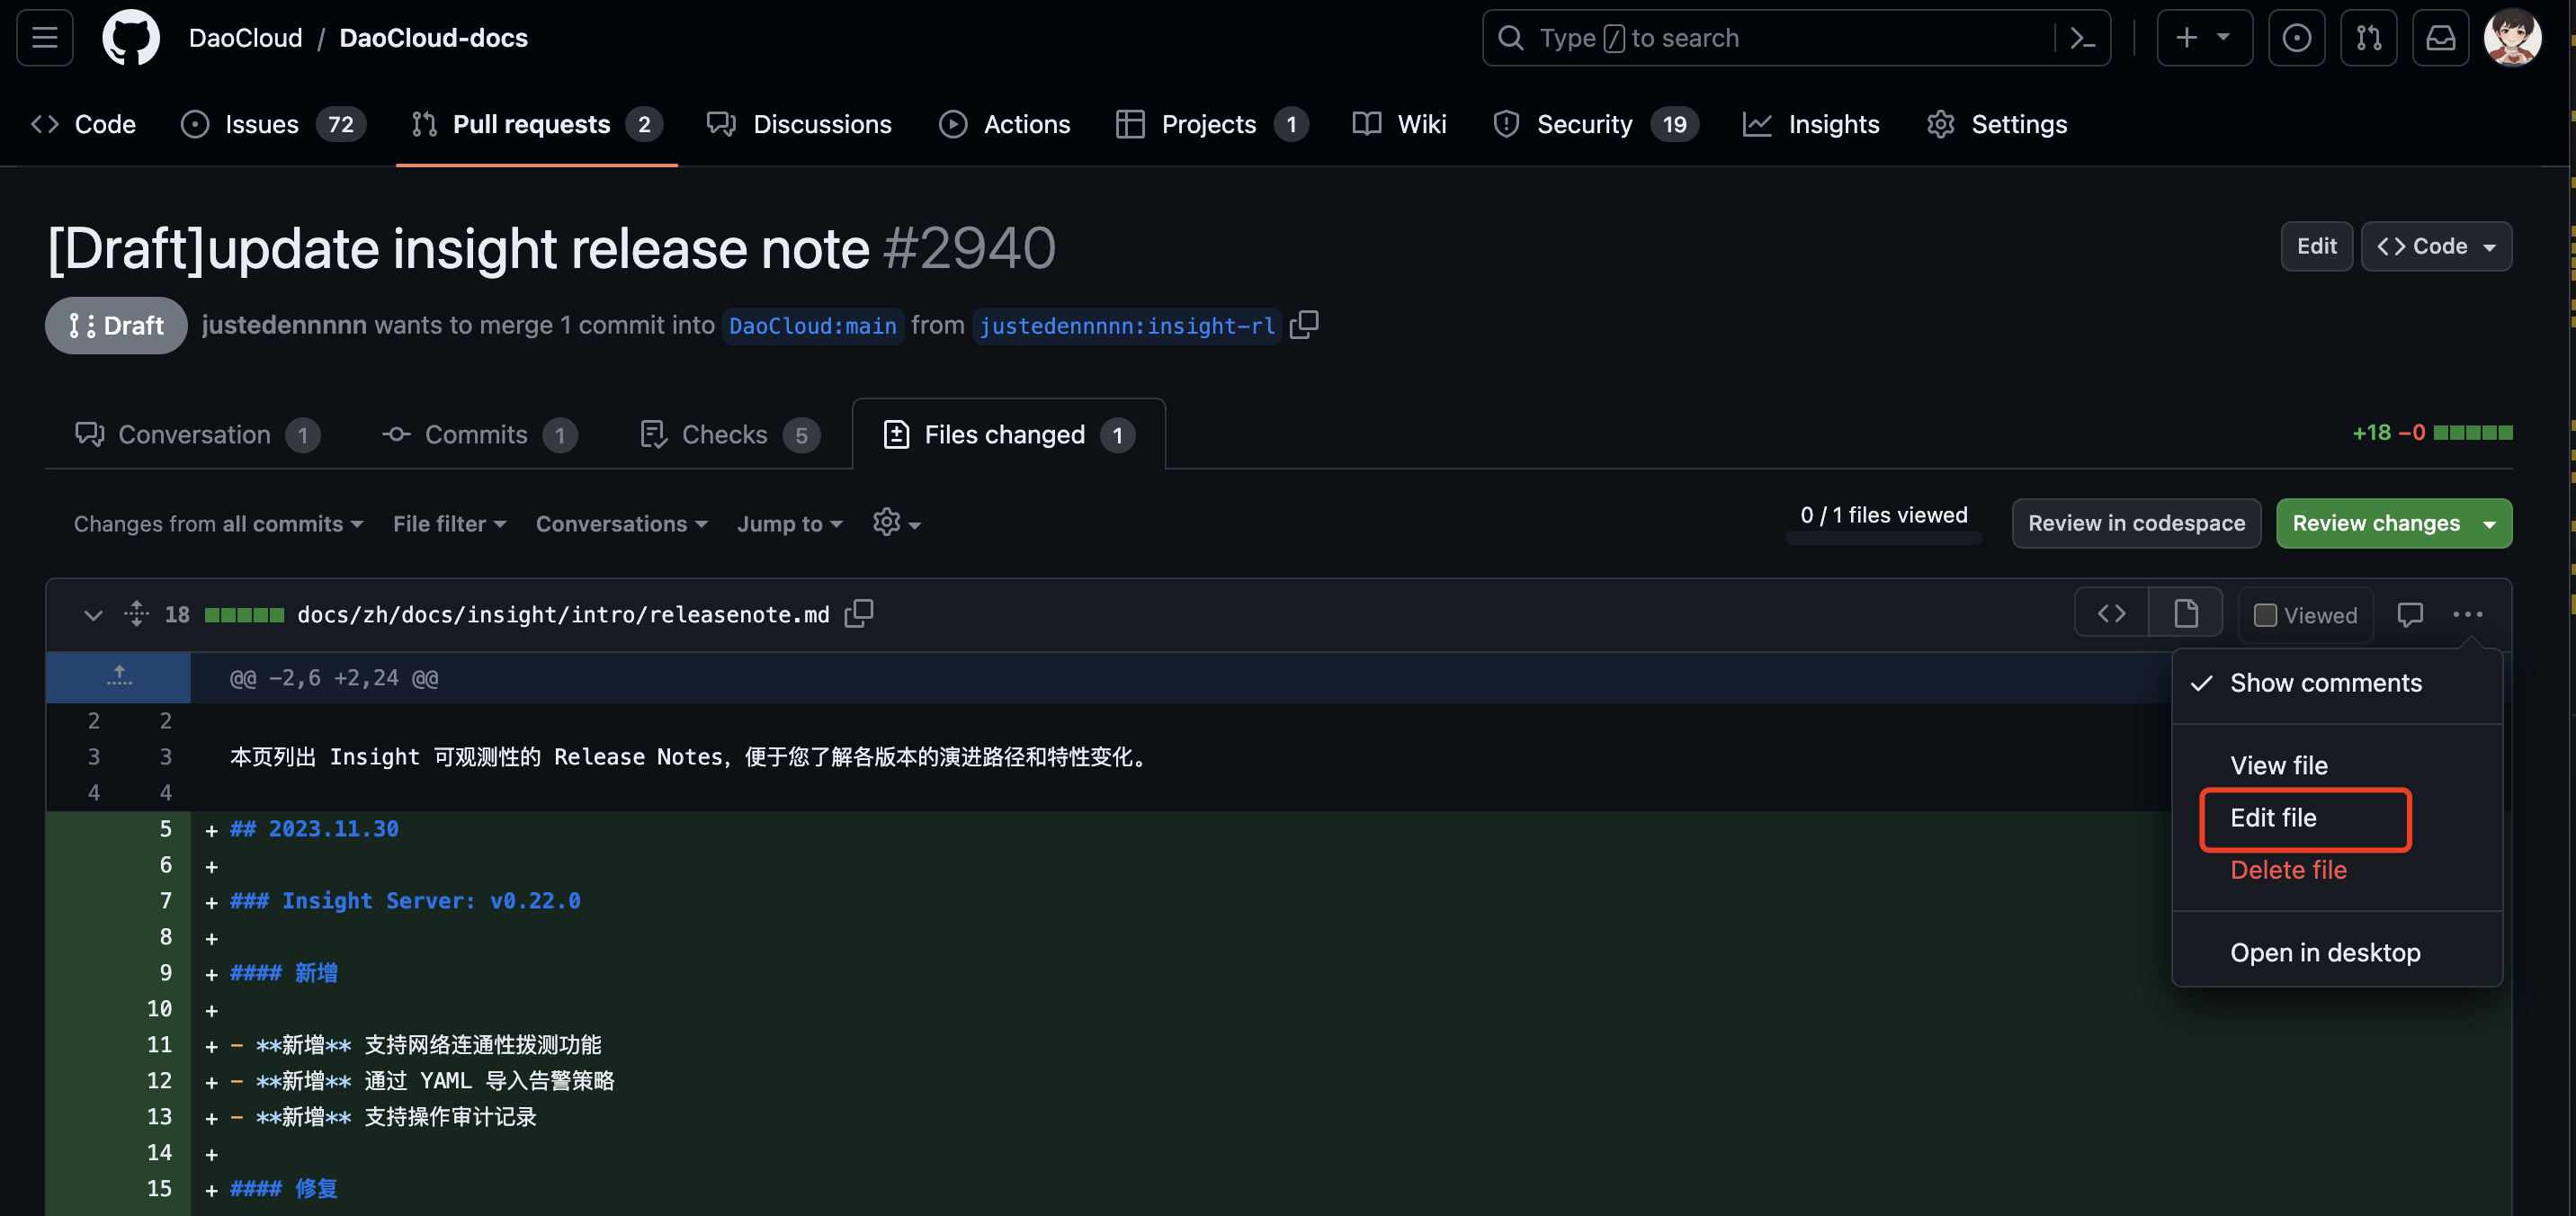 DaoCloud / DaoCloud-docs
Type / to search
Code
Issues 72
Pull requests 2
Discussions
Actions
Projects 1
Wiki
Security 19
Insights
Settings
[Draft]update insight release note #2940
Edit
Code
Draft
justedennnnn wants to merge 1 commit into DaoCloud:main from justedennnnn:insight-rl
Conversation 1
Commits 1
Checks 5
Files changed 1
+18 −0
Changes from all commits
File filter
Conversations
Jump to
0 / 1 files viewed
Review in codespace
Review changes
18 docs/zh/docs/insight/intro/releasenote.md
Viewed
@@ -2,6 +2,24 @@
2 2
3 3 本页列出 Insight 可观测性的 Release Notes，便于您了解各版本的演进路径和特性变化。
4 4
5 + ## 2023.11.30
6 +
7 + ### Insight Server: v0.22.0
8 +
9 + #### 新增
10 +
11 + - **新增** 支持网络连通性拨测功能
12 + - **新增** 通过 YAML 导入告警策略
13 + - **新增** 支持操作审计记录
14 +
15 + #### 修复
Show comments
View file
Edit file
Delete file
Open in desktop